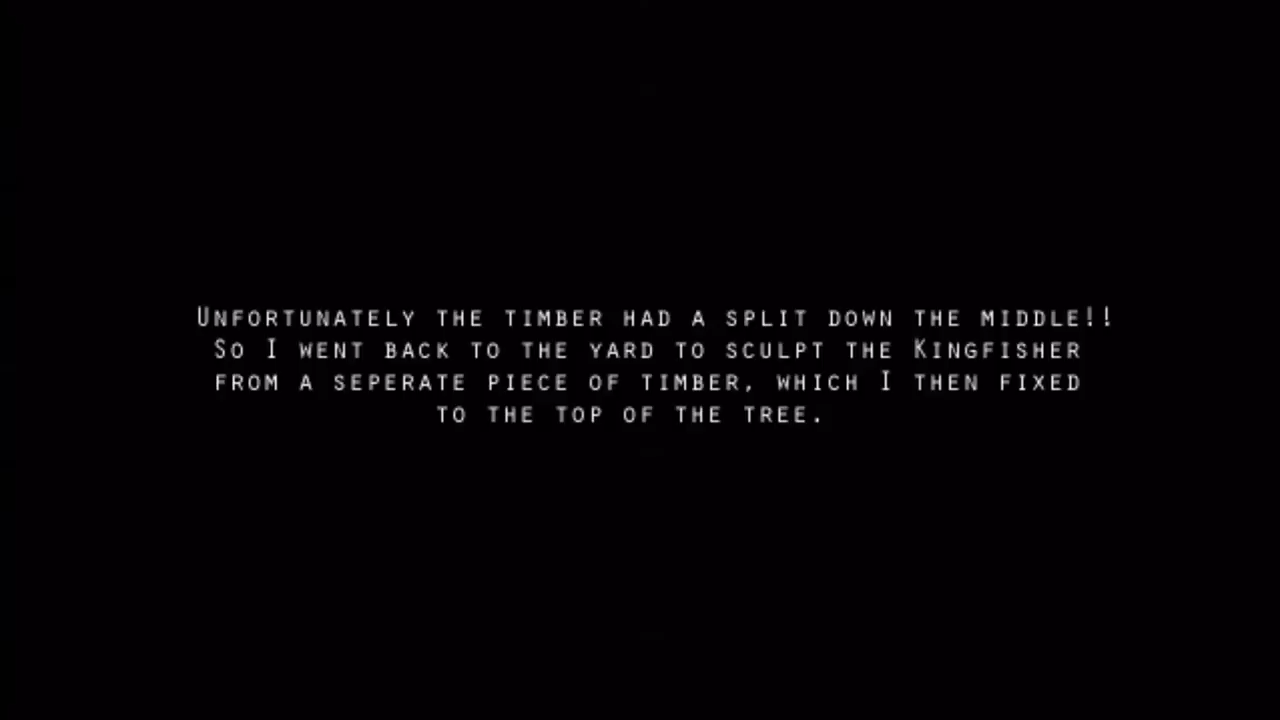 Unfortunately the timber had a split down the middle!!
So I went back to the yard to sculpt the Kingfisher
from a seperate piece of timber, which I then fixed
to the top of the tree.